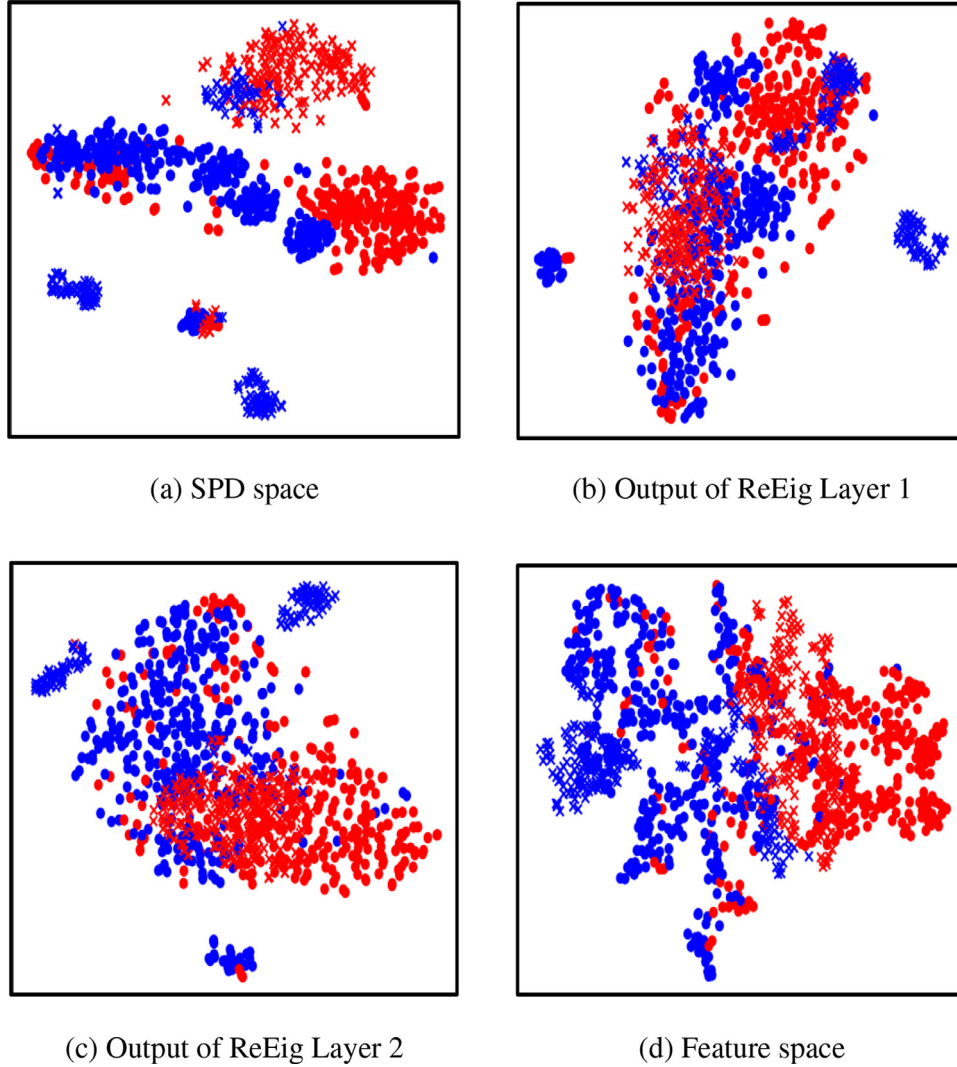 (a) SPD space
(b) Output of ReEig Layer 1
(c) Output of ReEig Layer 2
(d) Feature space